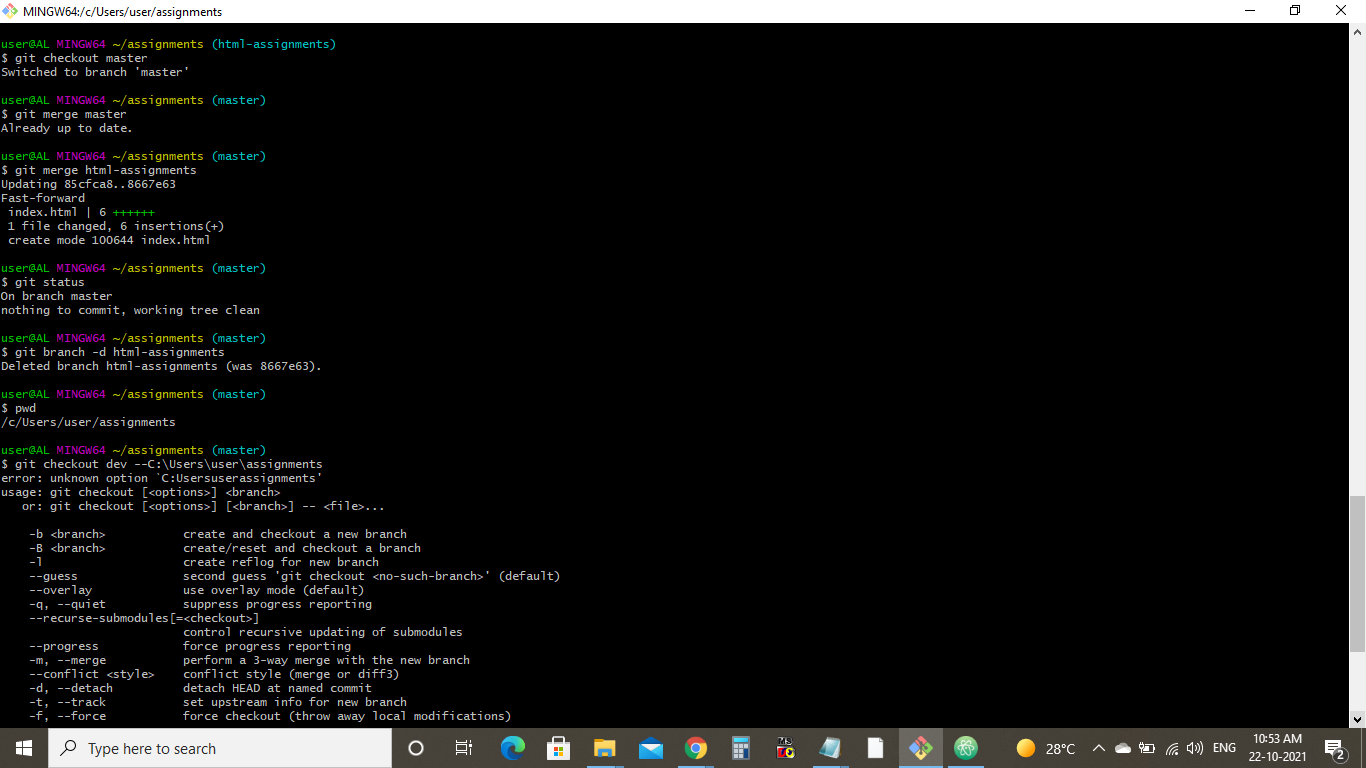 MINGW64:/c/Users/user/assignments
user@AL MINGW64 ~/assignments (html-assignments)
$ git checkout master
Switched to branch 'master'
user@AL MINGW64 ~/assignments (master)
$ git merge master
Already up to date.
user@AL MINGW64 ~/assignments (master)
$ git merge html-assignments
Updating 85cfca8..8667e63
Fast-forward
 index.html | 6 ++++++
 1 file changed, 6 insertions(+)
 create mode 100644 index.html
user@AL MINGW64 ~/assignments (master)
$ git status
On branch master
nothing to commit, working tree clean
user@AL MINGW64 ~/assignments (master)
$ git branch -d html-assignments
Deleted branch html-assignments (was 8667e63).
user@AL MINGW64 ~/assignments (master)
$ pwd
/c/Users/user/assignments
user@AL MINGW64 ~/assignments (master)
$ git checkout dev --C:\Users\user\assignments
error: unknown option `C:Usersuserassignments'
usage: git checkout [<options>] <branch>
   or: git checkout [<options>] [<branch>] -- <file>...
    -b <branch>           create and checkout a new branch
    -B <branch>           create/reset and checkout a branch
    -l                    create reflog for new branch
    --guess               second guess 'git checkout <no-such-branch>' (default)
    --overlay             use overlay mode (default)
    -q, --quiet           suppress progress reporting
    --recurse-submodules[=<checkout>]
                          control recursive updating of submodules
    --progress            force progress reporting
    -m, --merge           perform a 3-way merge with the new branch
    --conflict <style>    conflict style (merge or diff3)
    -d, --detach          detach HEAD at named commit
    -t, --track           set upstream info for new branch
    -f, --force           force checkout (throw away local modifications)
Type here to search
MS
28°C
ENG
10:53 AM
22-10-2021
2